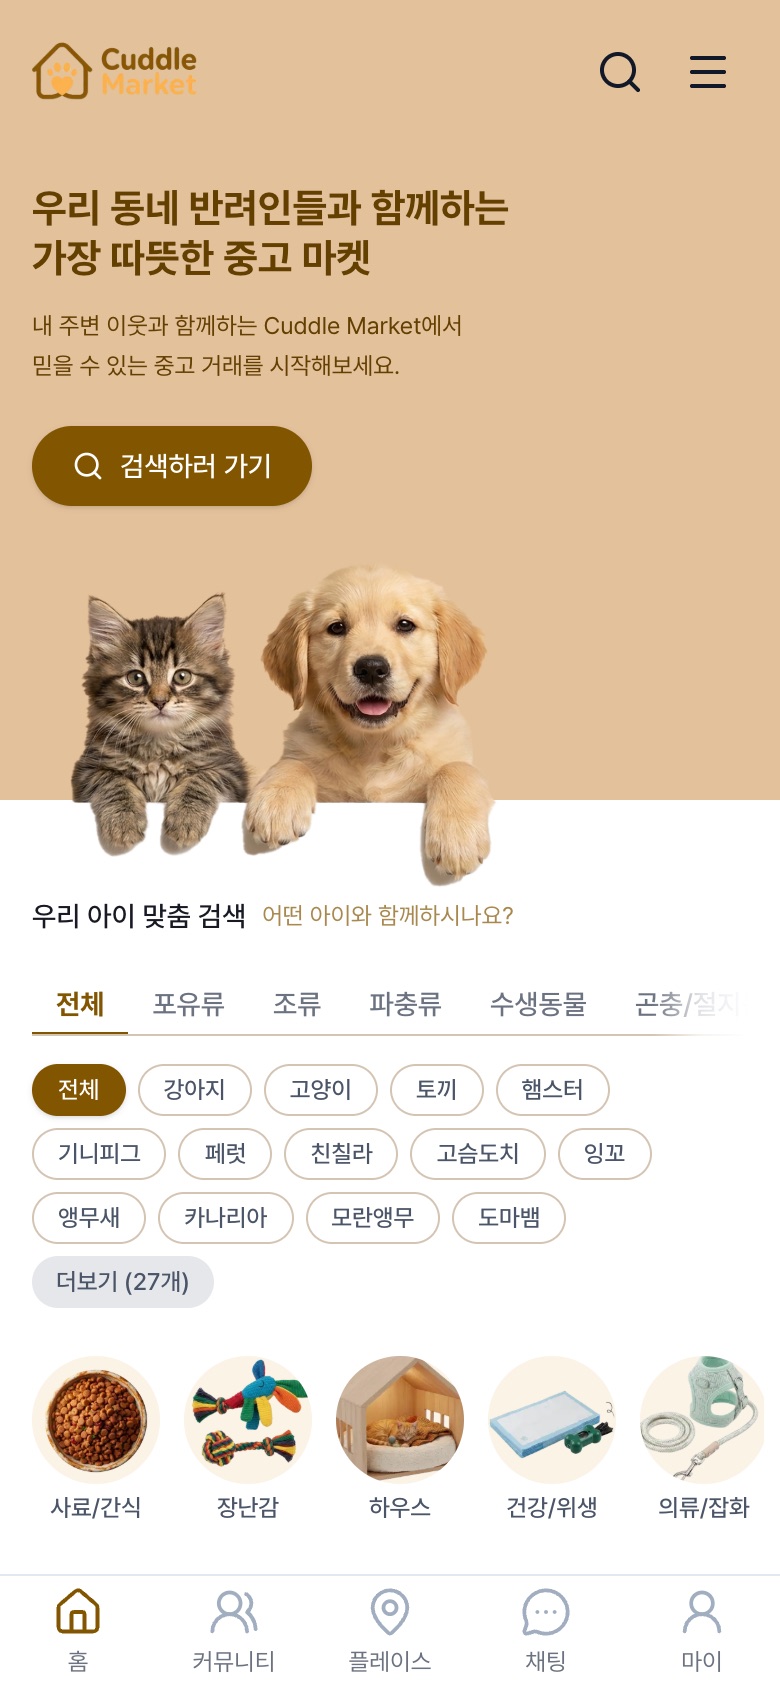 Cuddle
Market
우리 동네 반려인들과 함께하는
가장 따뜻한 중고 마켓
내 주변 이웃과 함께하는 Cuddle Market에서
믿을 수 있는 중고 거래를 시작해보세요.
검색하러 가기
우리 아이 맞춤 검색 어떤 아이와 함께하시나요?
전체 포유류 조류 파충류 수생동물 곤충/절지
전체 강아지 고양이 토끼 햄스터
기니피그 페럿 친칠라 고슴도치 잉꼬
앵무새 카나리아 모란앵무 도마뱀
더보기 (27개)
사료/간식 장난감 하우스 건강/위생 의류/잡화
홈 커뮤니티 플레이스 채팅 마이